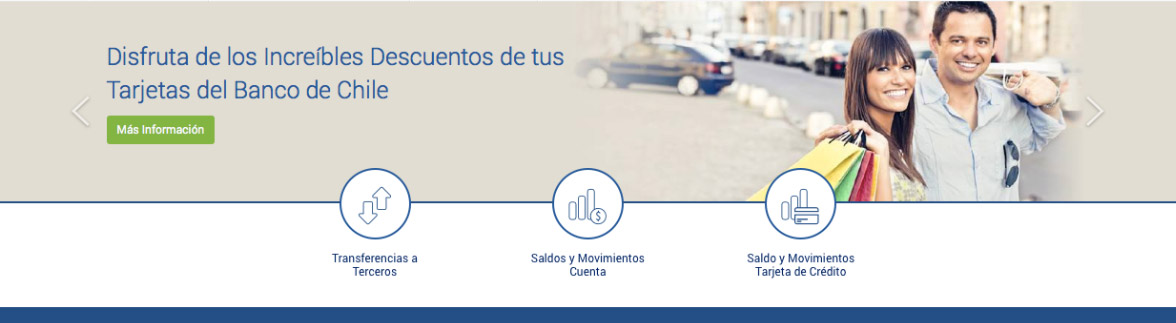 Disfruta de los Increíbles Descuentos de tus
Tarjetas del Banco de Chile
Más Información
$
Transferencias a
Terceros
Saldos y Movimientos
Cuenta
Saldo y Movimientos
Tarjeta de Crédito